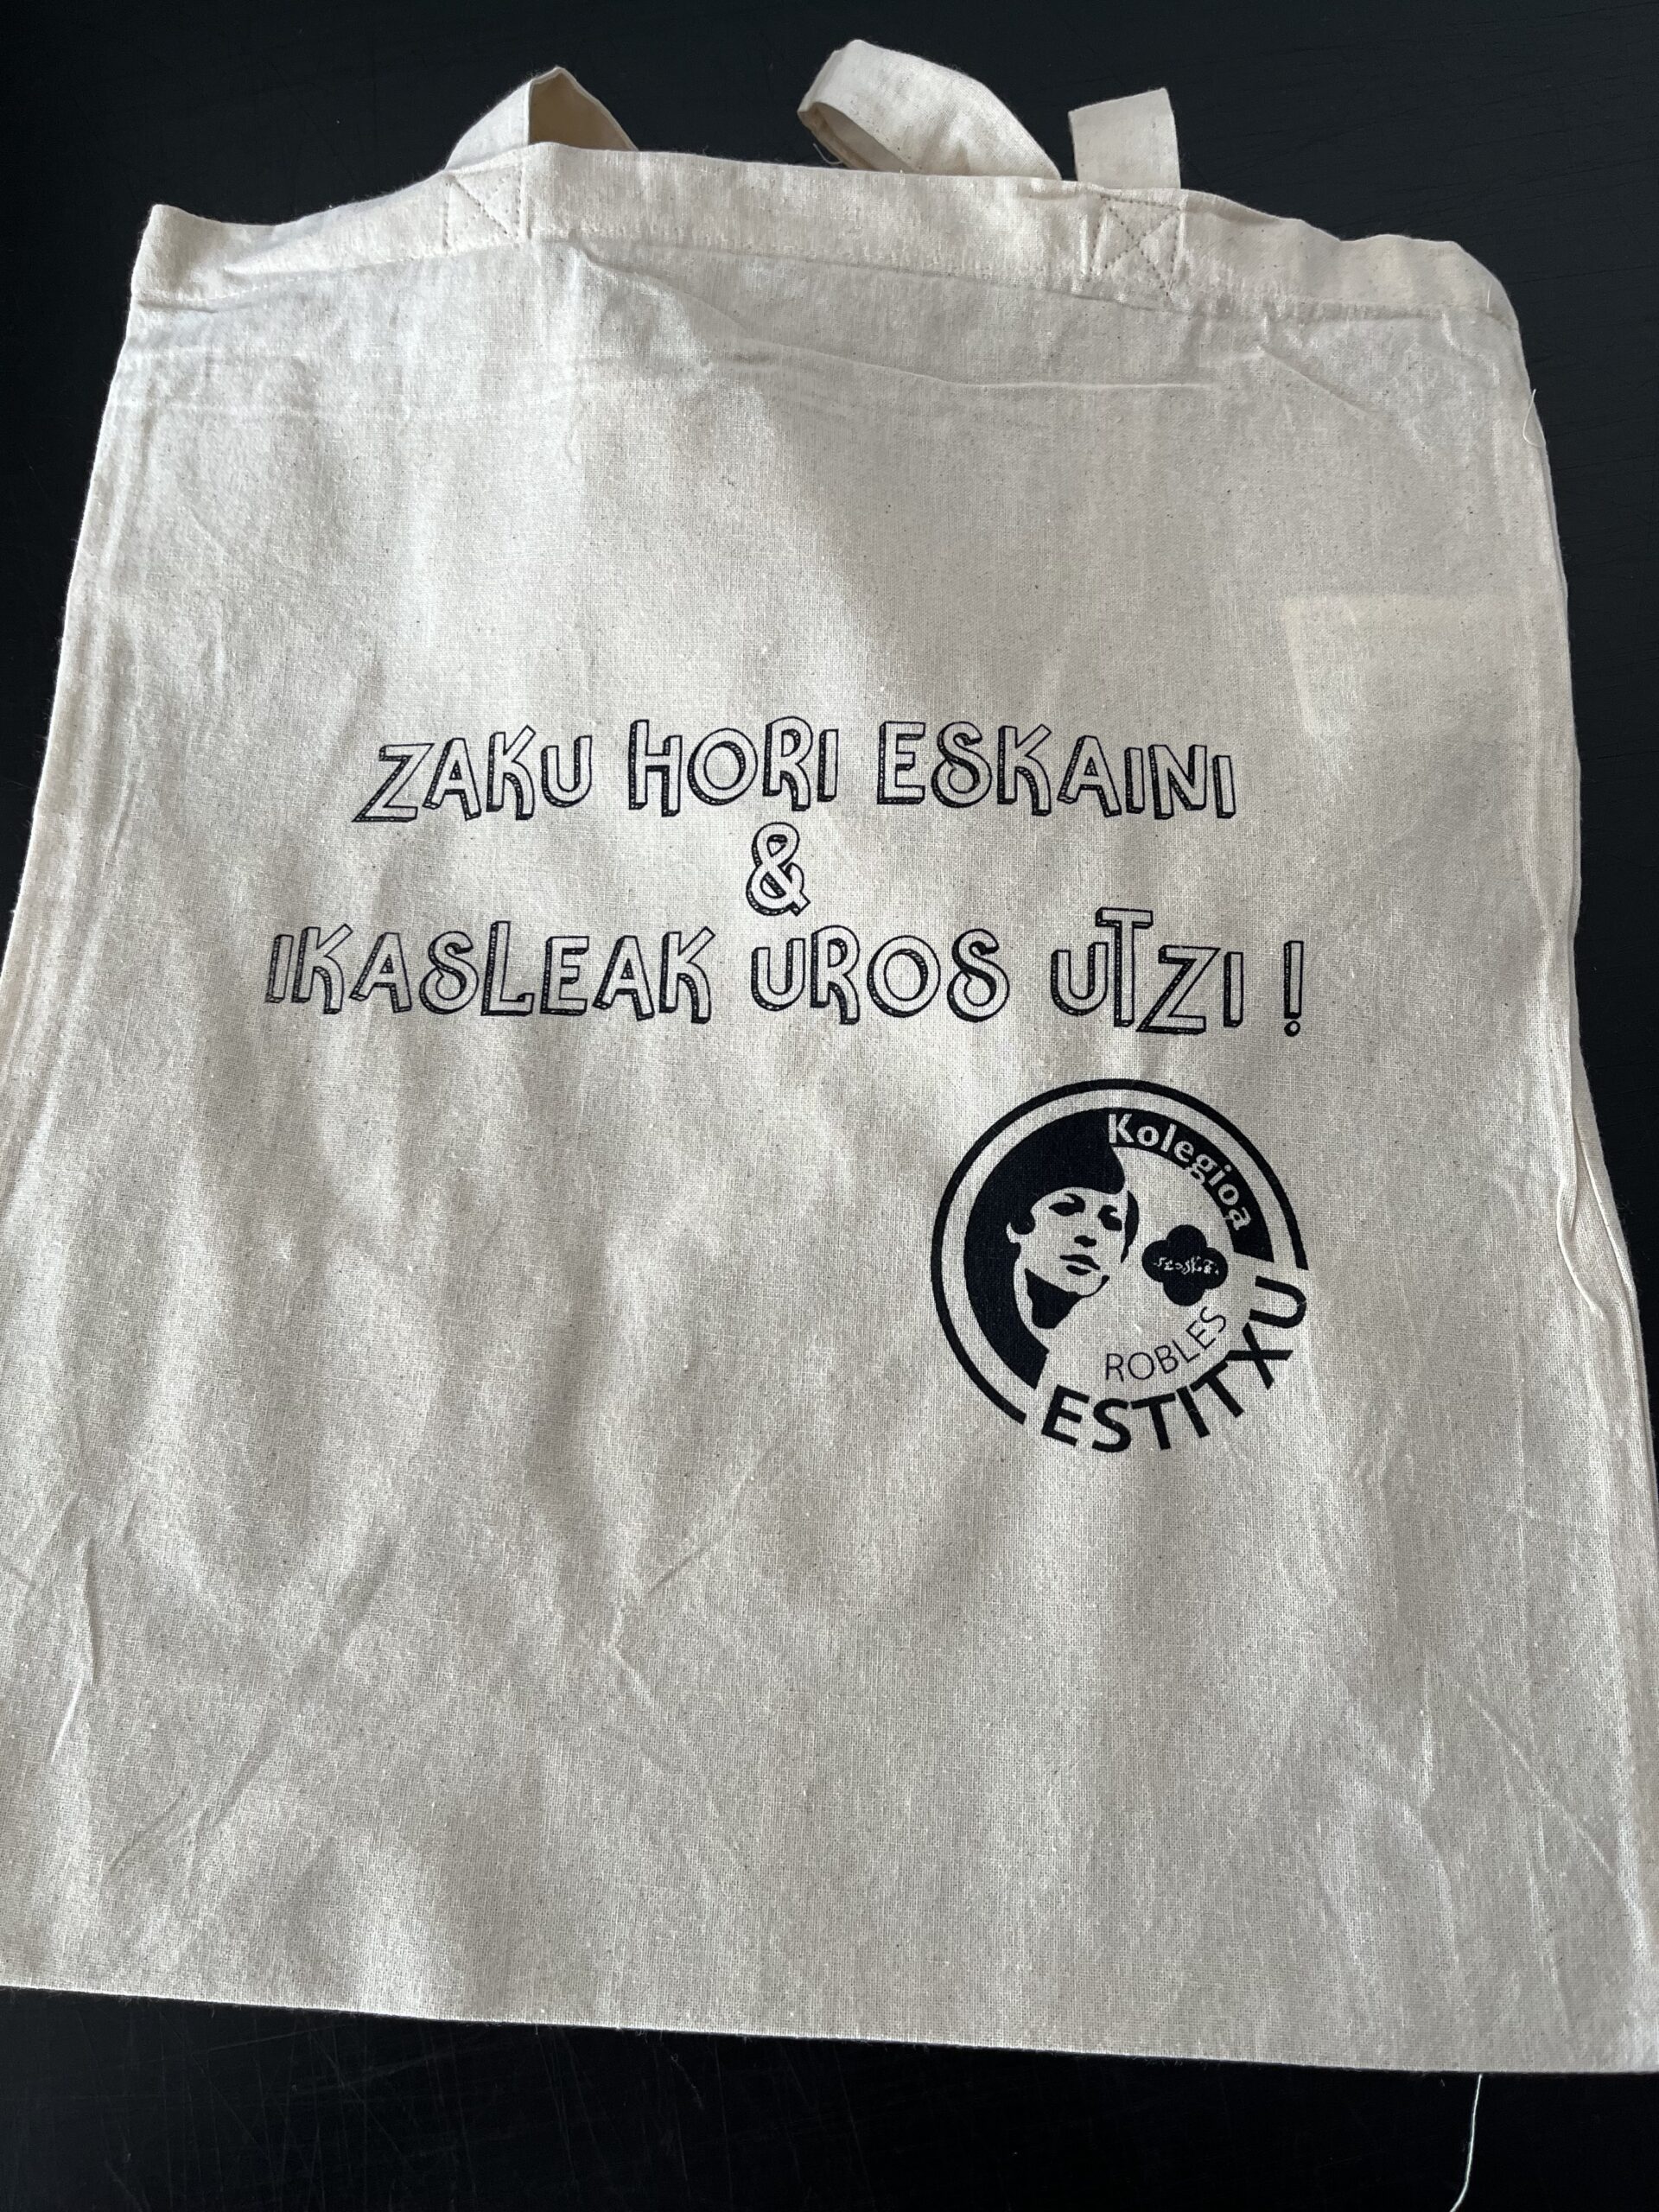 ZAKU HORI ESKAINI
&
IKASLEAK UROS UTZI !
Kolegioa
ROBLES
ESTITXU